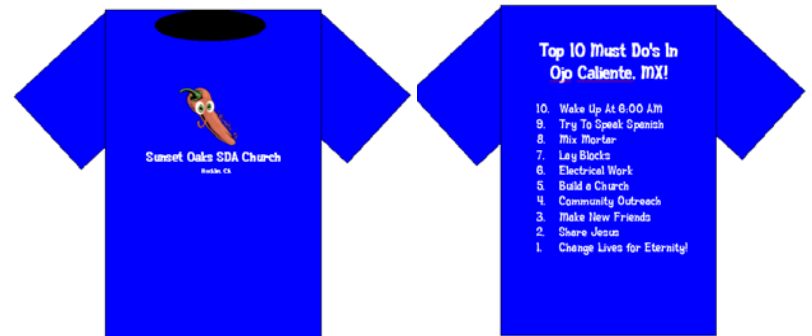 Sunset Oaks SDA Church
Rocklin, CA
Top 10 Must Do's In
Ojo Caliente, MX!
10. Wake Up At 6:00 AM
9. Try To Speak Spanish
8. Mix Mortar
7. Lay Blocks
6. Electrical Work
5. Build a Church
4. Community Outreach
3. Make New Friends
2. Share Jesus
1. Change Lives for Eternity!